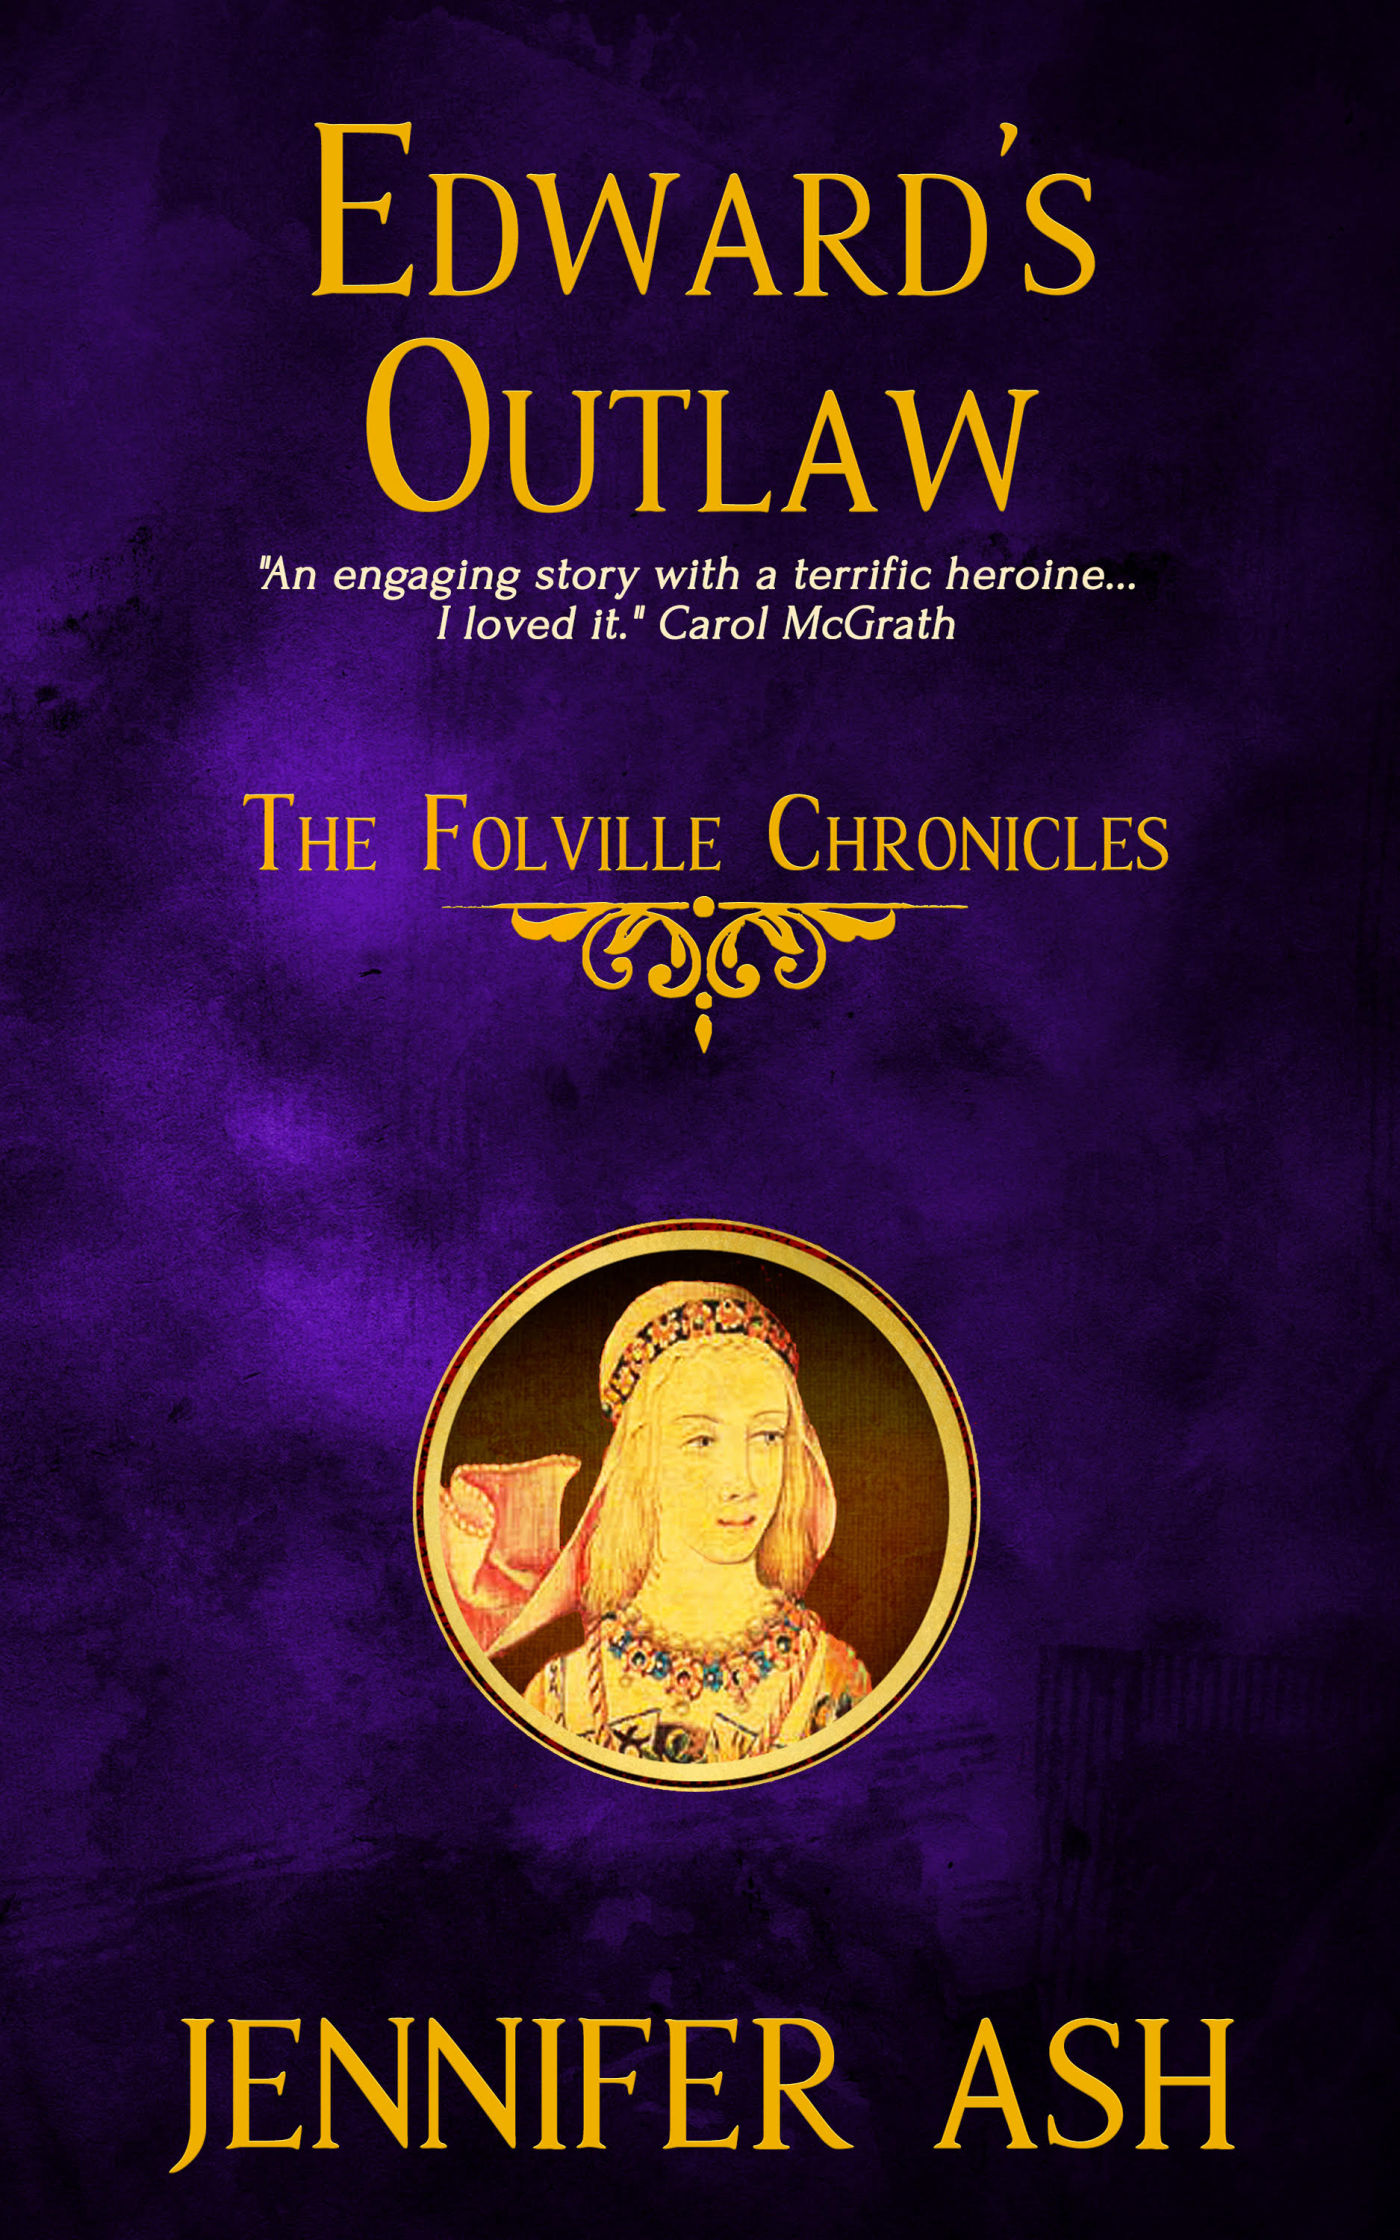 EDWARD'S
OUTLAW
"An engaging story with a terrific heroine...
I loved it." Carol McGrath
THE FOLVILLE CHRONICLES
JENNIFER ASH